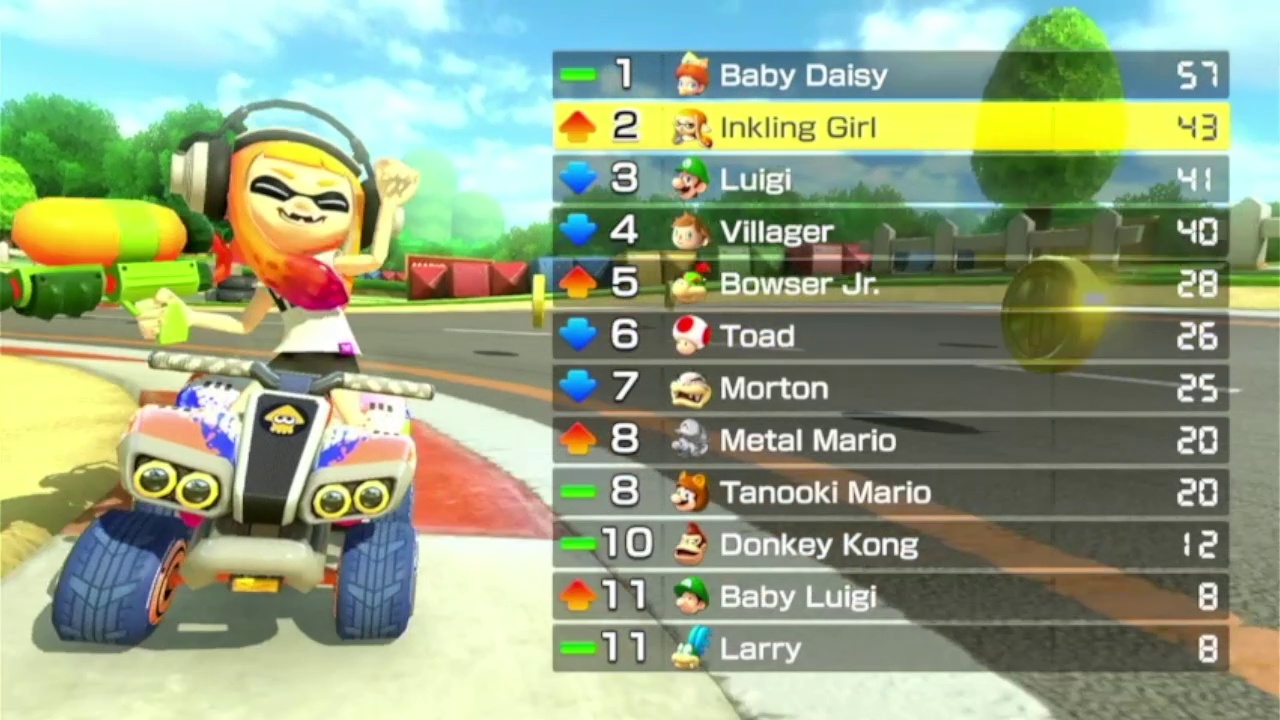 1 Baby Daisy 57
2 Inkling Girl 43
3 Luigi 41
4 Villager 40
5 Bowser Jr. 28
6 Toad 26
7 Morton 25
8 Metal Mario 20
8 Tanooki Mario 20
10 Donkey Kong 12
11 Baby Luigi 8
11 Larry 8
MARIO